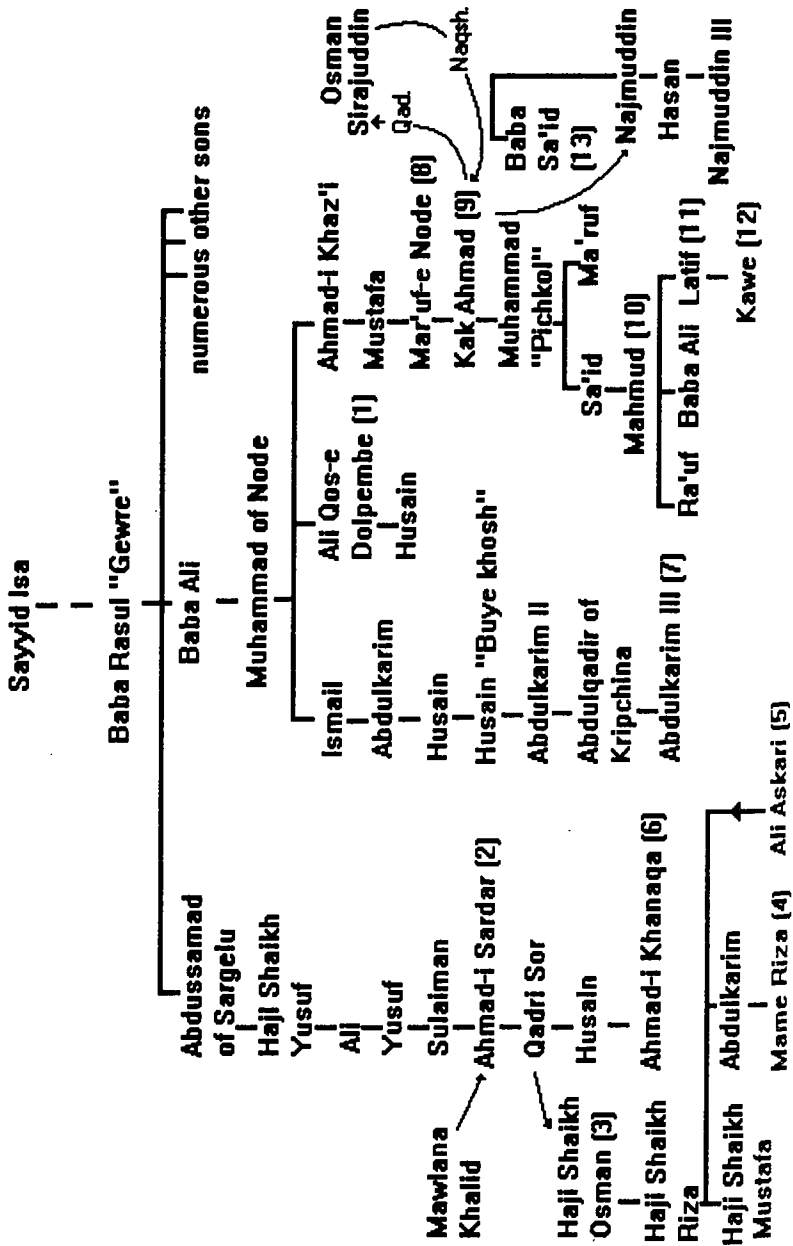 Sayyid Isa
Baba Rasul "Gewre"
numerous other sons
Baba Ali
Abdussamad
of Sargelu
Haji Shaikh
Yusuf
Ali
Yusuf
Sulaiman
Mawlana
Khalid
Ahmad-i Sardar (2)
Qadri Sor
Husain
Ahmad-i Khanaqa (6)
Haji Shaikh
Osman (3)
Haji Shaikh
Riza
Haji Shaikh
Mustafa
Abdulkarim
Mame Riza (4)
Ali Askari (5)
Muhammad of Node
Ismail
Abdulkarim
Husain
Husain "Buye khosh"
Abdulkarim II
Abdulqadir of
Kripchina
Abdulkarim III (7)
Ali Qos-e
Dolpembe (1)
Husain
Ahmad-i Khaz'i
Mustafa
Mar'uf-e Node (8)
Kak Ahmad (9)
Muhammad
"Pichkol"
Sa'id
Ma'ruf
Mahmud (10)
Ra'uf
Baba Ali
Latif (11)
Kawe (12)
Osman
Sirajuddin
Qad.
Naqsh.
Baba
Sa'id
(13)
Najmuddin
Hasan
Najmuddin III